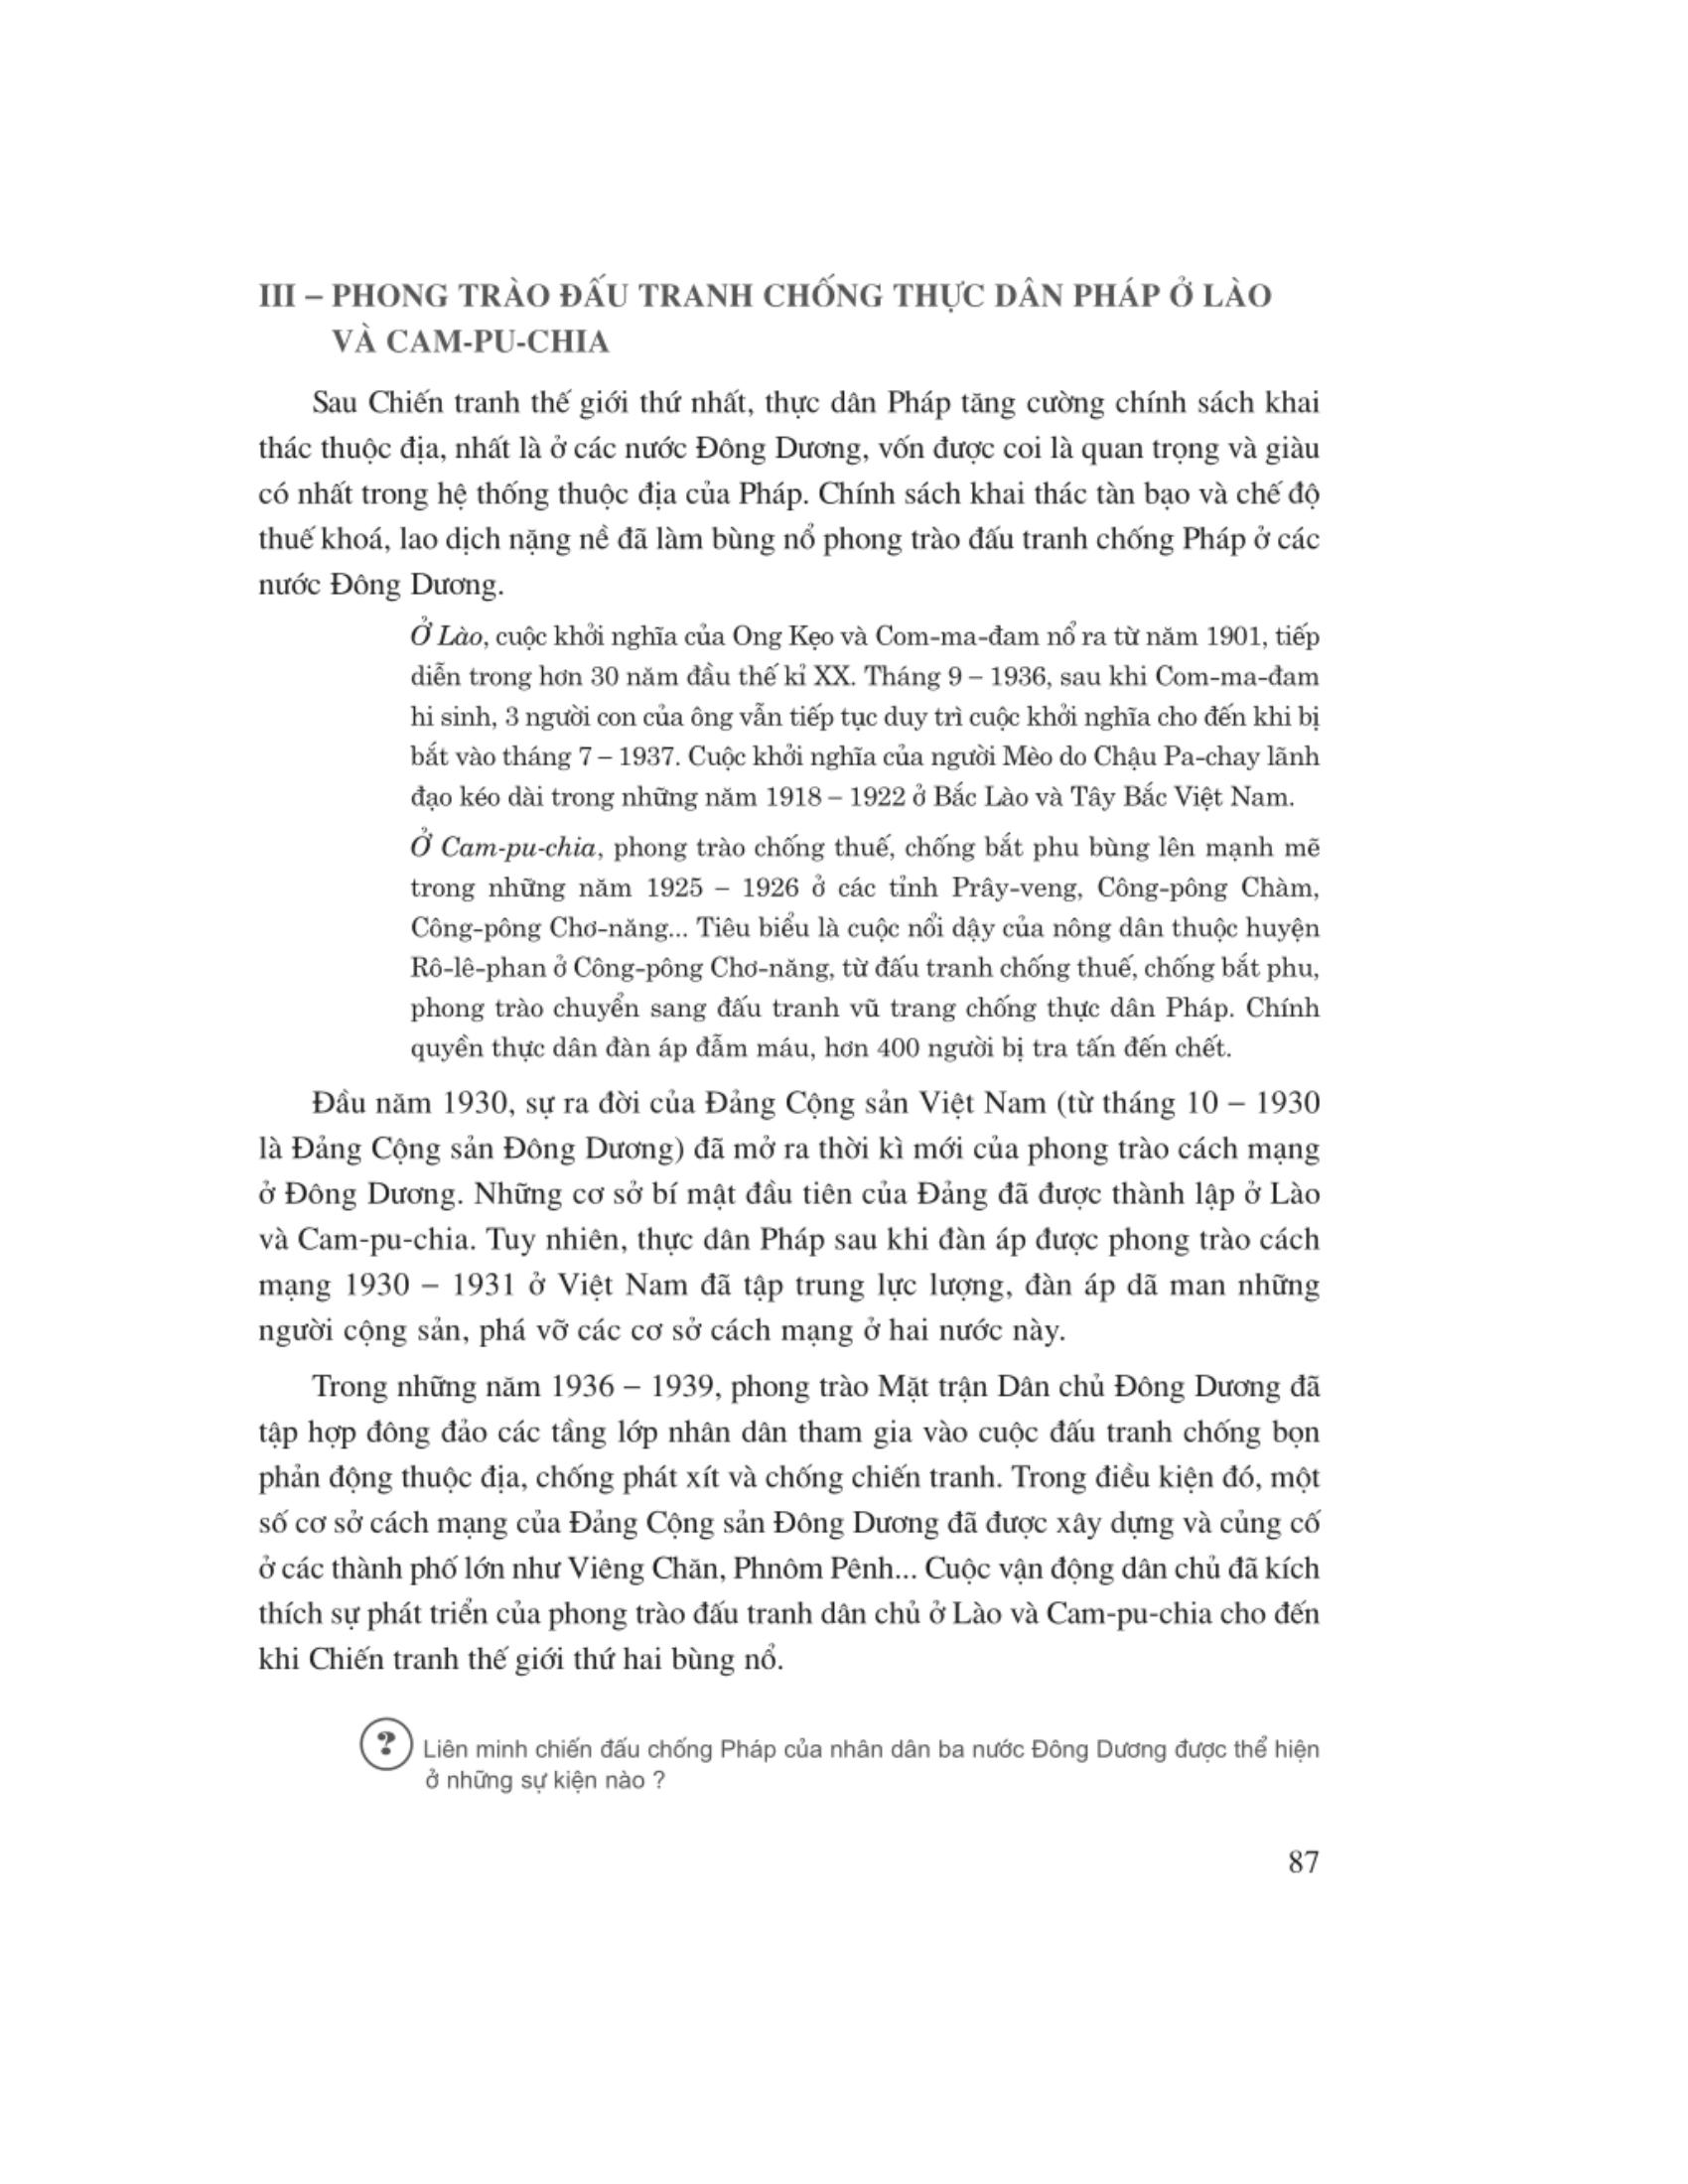 III – PHONG TRÀO ĐẤU TRANH CHỐNG THỰC DÂN PHÁP Ở LÀO
VÀ CAM-PU-CHIA
Sau Chiến tranh thế giới thứ nhất, thực dân Pháp tăng cường chính sách khai
thác thuộc địa, nhất là ở các nước Đông Dương, vốn được coi là quan trọng và giàu
có nhất trong hệ thống thuộc địa của Pháp. Chính sách khai thác tàn bạo và chế độ
thuế khoá, lao dịch nặng nề đã làm bùng nổ phong trào đấu tranh chống Pháp ở các
nước Đông Dương.
Ở Lào, cuộc khởi nghĩa của Ong Kẹo và Com-ma-đam nổ ra từ năm 1901, tiếp
diễn trong hơn 30 năm đầu thế kỉ XX. Tháng 9 – 1936, sau khi Com-ma-đam
hi sinh, 3 người con của ông vẫn tiếp tục duy trì cuộc khởi nghĩa cho đến khi bị
bắt vào tháng 7 – 1937. Cuộc khởi nghĩa của người Mèo do Chậu Pa-chay lãnh
đạo kéo dài trong những năm 1918 – 1922 ở Bắc Lào và Tây Bắc Việt Nam.
Ở Cam-pu-chia, phong trào chống thuế, chống bắt phu bùng lên mạnh mẽ
trong những năm 1925 – 1926 ở các tỉnh Prây-veng, Công-pông Chàm,
Công-pông Chơ-năng... Tiêu biểu là cuộc nổi dậy của nông dân thuộc huyện
Rô-lê-phan ở Công-pông Chơ-năng, từ đấu tranh chống thuế, chống bắt phu,
phong trào chuyển sang đấu tranh vũ trang chống thực dân Pháp. Chính
quyền thực dân đàn áp đẫm máu, hơn 400 người bị tra tấn đến chết.
Đầu năm 1930, sự ra đời của Đảng Cộng sản Việt Nam (từ tháng 10 – 1930
là Đảng Cộng sản Đông Dương) đã mở ra thời kì mới của phong trào cách mạng
ở Đông Dương. Những cơ sở bí mật đầu tiên của Đảng đã được thành lập ở Lào
và Cam-pu-chia. Tuy nhiên, thực dân Pháp sau khi đàn áp được phong trào cách
mạng 1930 – 1931 ở Việt Nam đã tập trung lực lượng, đàn áp dã man những
người cộng sản, phá vỡ các cơ sở cách mạng ở hai nước này.
Trong những năm 1936 – 1939, phong trào Mặt trận Dân chủ Đông Dương đã
tập hợp đông đảo các tầng lớp nhân dân tham gia vào cuộc đấu tranh chống bọn
phản động thuộc địa, chống phát xít và chống chiến tranh. Trong điều kiện đó, một
số cơ sở cách mạng của Đảng Cộng sản Đông Dương đã được xây dựng và củng cố
ở các thành phố lớn như Viêng Chăn, Phnôm Pênh... Cuộc vận động dân chủ đã kích
thích sự phát triển của phong trào đấu tranh dân chủ ở Lào và Cam-pu-chia cho đến
khi Chiến tranh thế giới thứ hai bùng nổ.
? Liên minh chiến đấu chống Pháp của nhân dân ba nước Đông Dương được thể hiện
ở những sự kiện nào ?
87